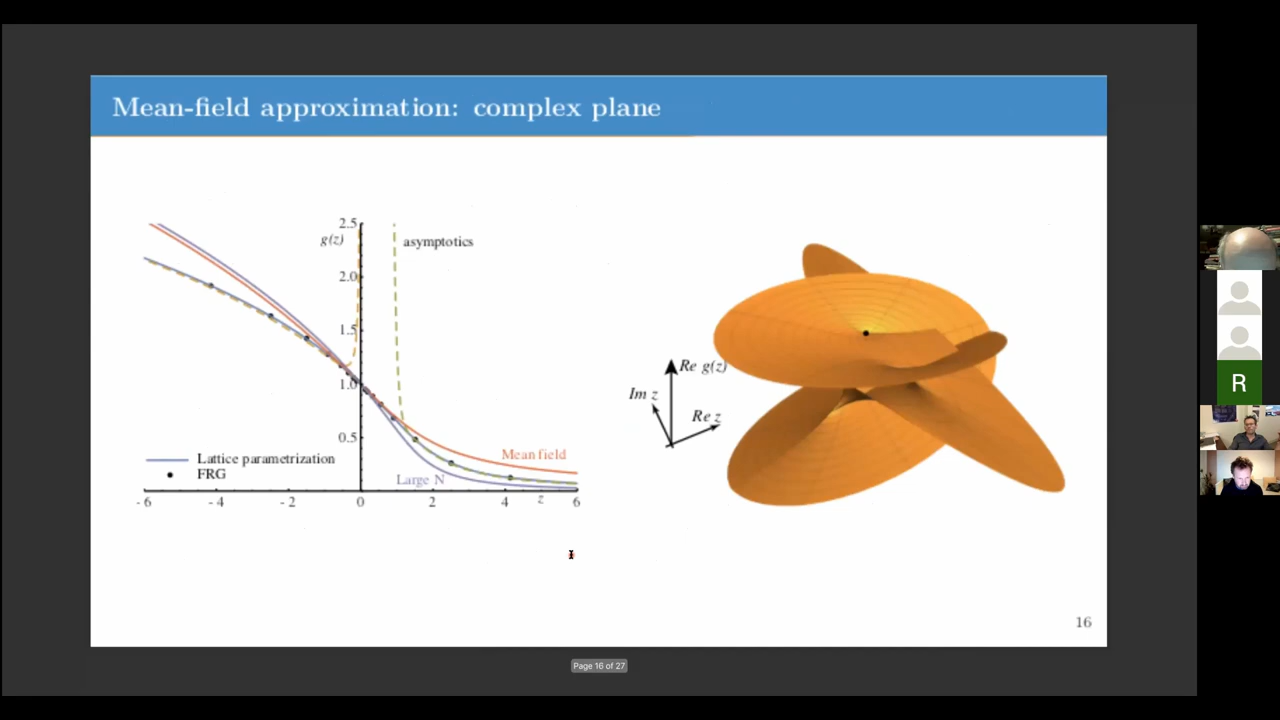 Mean-field approximation: complex plane
2.5
g(z)
asymptotics
2.0
1.5
1.0
0.5
Lattice parametrization
FRG
Mean field
Large N
- 6
- 4
- 2
0
2
4
z
6
Re g(z)
Im z
Re z
16
Page 16 of 27
R